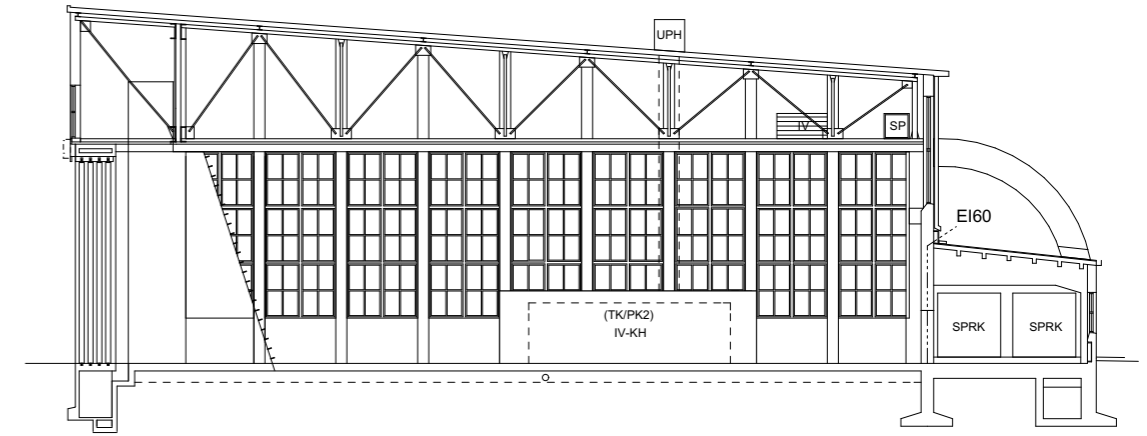 UPH
IV
SP
EI60
(TK/PK2)
IV-KH
SPRK
SPRK